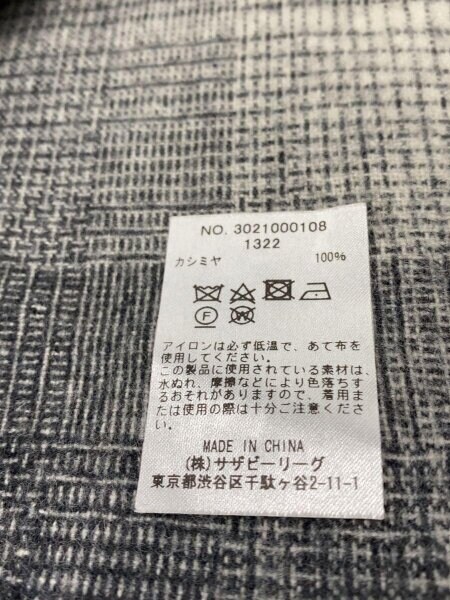 NO. 3021000108
1322
カシミヤ 100%
F W
アイロンは必ず低温で、あて布を
使用してください。
この製品に使用されている素材は、
水ぬれ、摩擦などにより色落ちす
るおそれがありますので、着用ま
たは使用の際は十分ご注意くださ
い。
MADE IN CHINA
(株)サザビーリーグ
東京都渋谷区千駄ヶ谷2-11-1